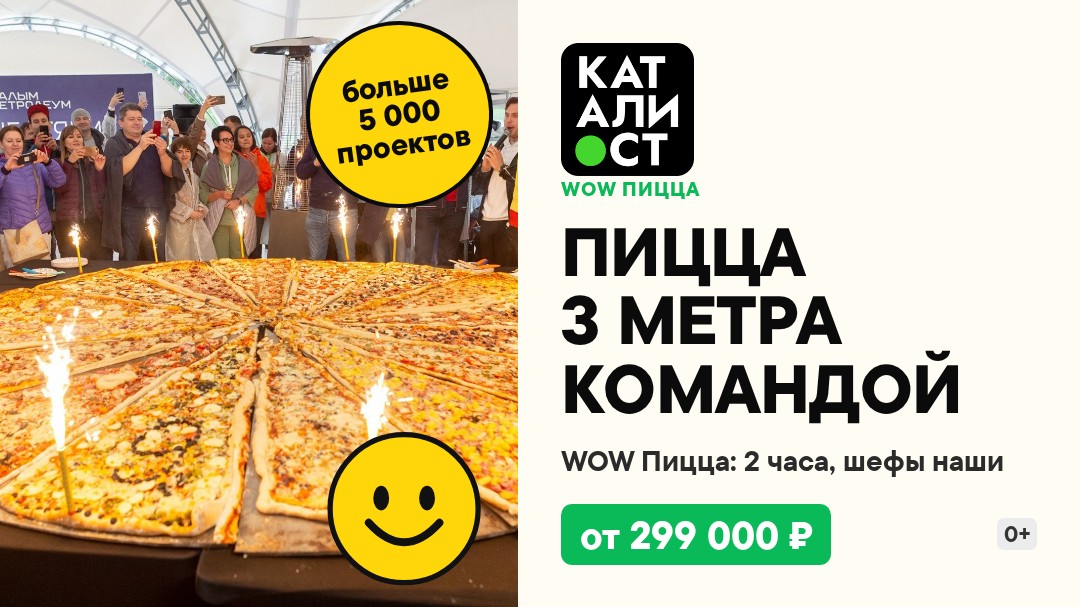 больше
5 000
проектов
КАТ
АЛИ
СТ
WOW ПИЦЦА
ПИЦЦА
3 МЕТРА
КОМАНДОЙ
WOW Пицца: 2 часа, шефы наши
от 299 000 ₽
0+